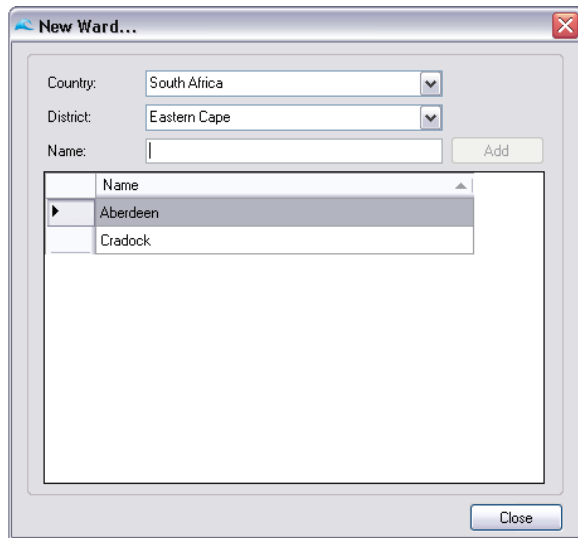 New Ward...
Country: South Africa
District: Eastern Cape
Name: Add
Name
Aberdeen
Cradock
Close